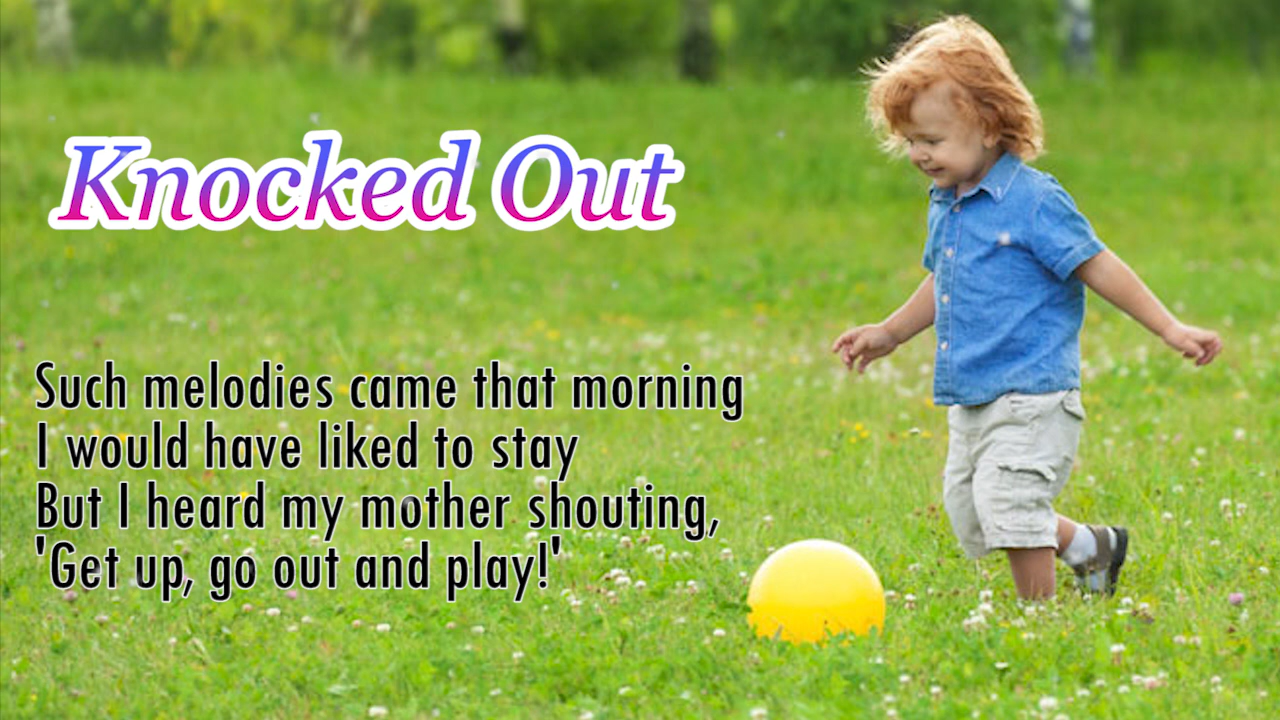 Knocked Out
Such melodies came that morning
I would have liked to stay
But I heard my mother shouting,
'Get up, go out and play!'